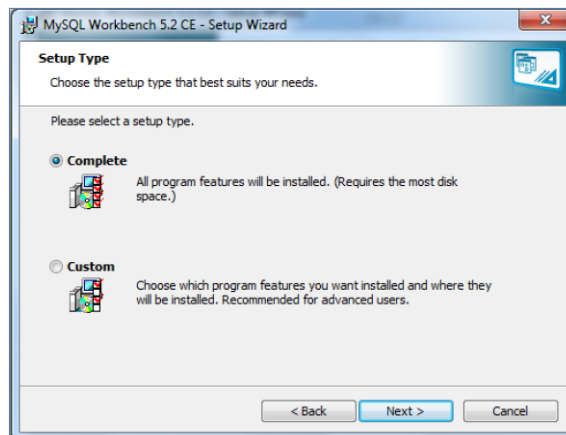 MySQL Workbench 5.2 CE - Setup Wizard
Setup Type
Choose the setup type that best suits your needs.
Please select a setup type.
Complete
All program features will be installed. (Requires the most disk
space.)
Custom
Choose which program features you want installed and where they
will be installed. Recommended for advanced users.
< Back
Next >
Cancel